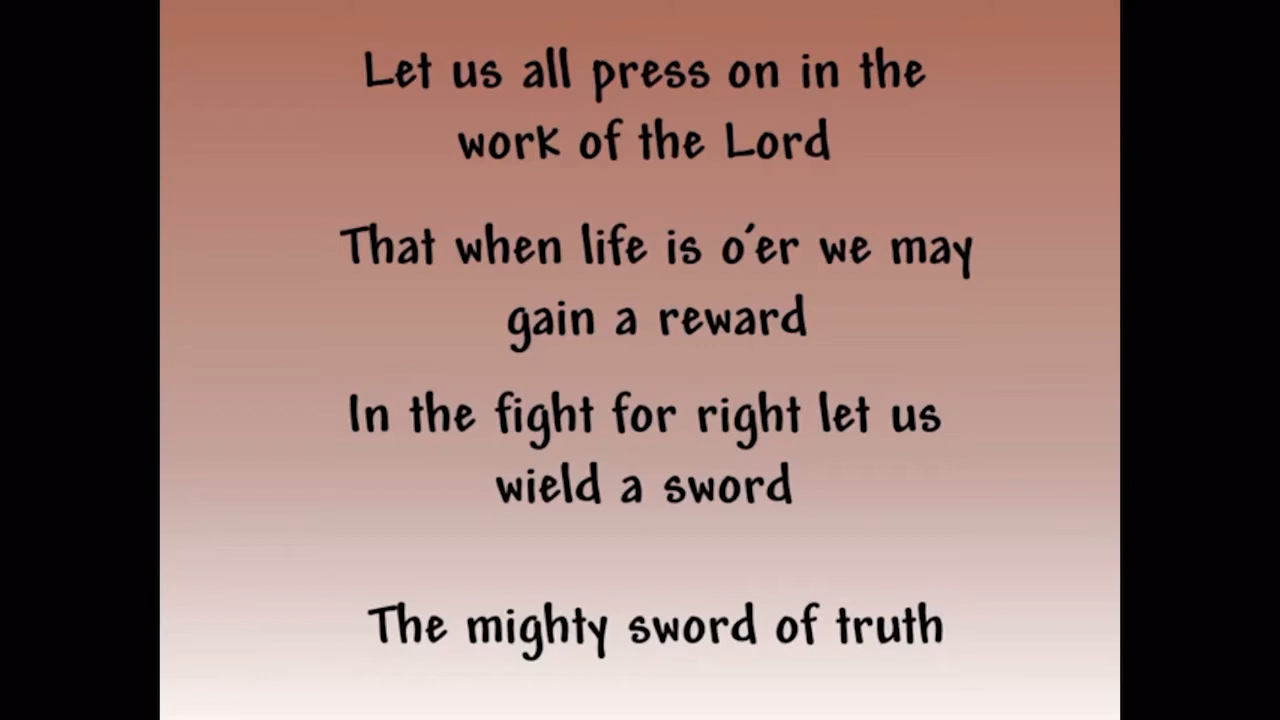 Let us all press on in the
work of the Lord
That when life is o'er we may
gain a reward
In the fight for right let us
wield a sword
The mighty sword of truth